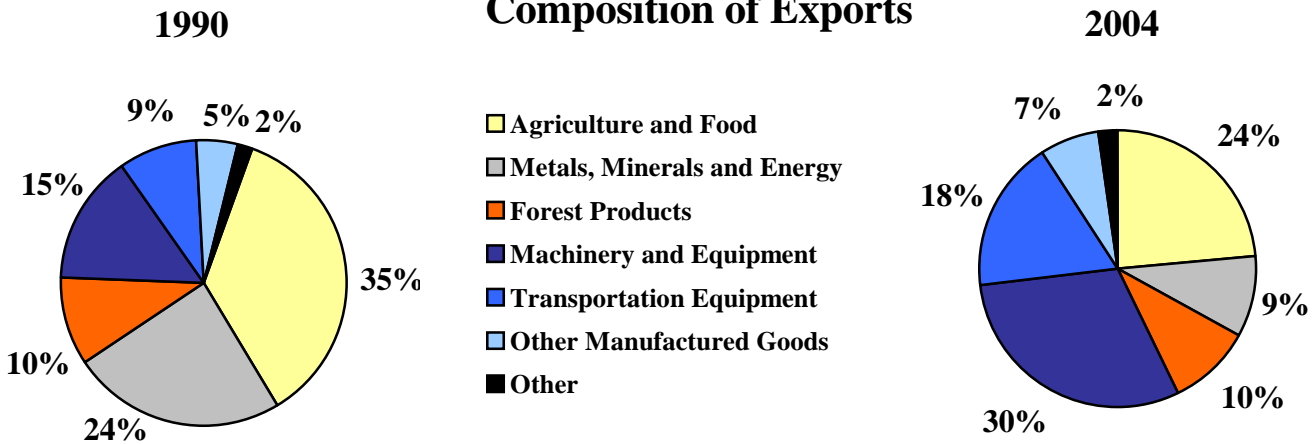 Composition of Exports
1990
9%
5%
2%
15%
35%
10%
24%
Agriculture and Food
Metals, Minerals and Energy
Forest Products
Machinery and Equipment
Transportation Equipment
Other Manufactured Goods
Other
2004
2%
7%
24%
18%
9%
10%
30%